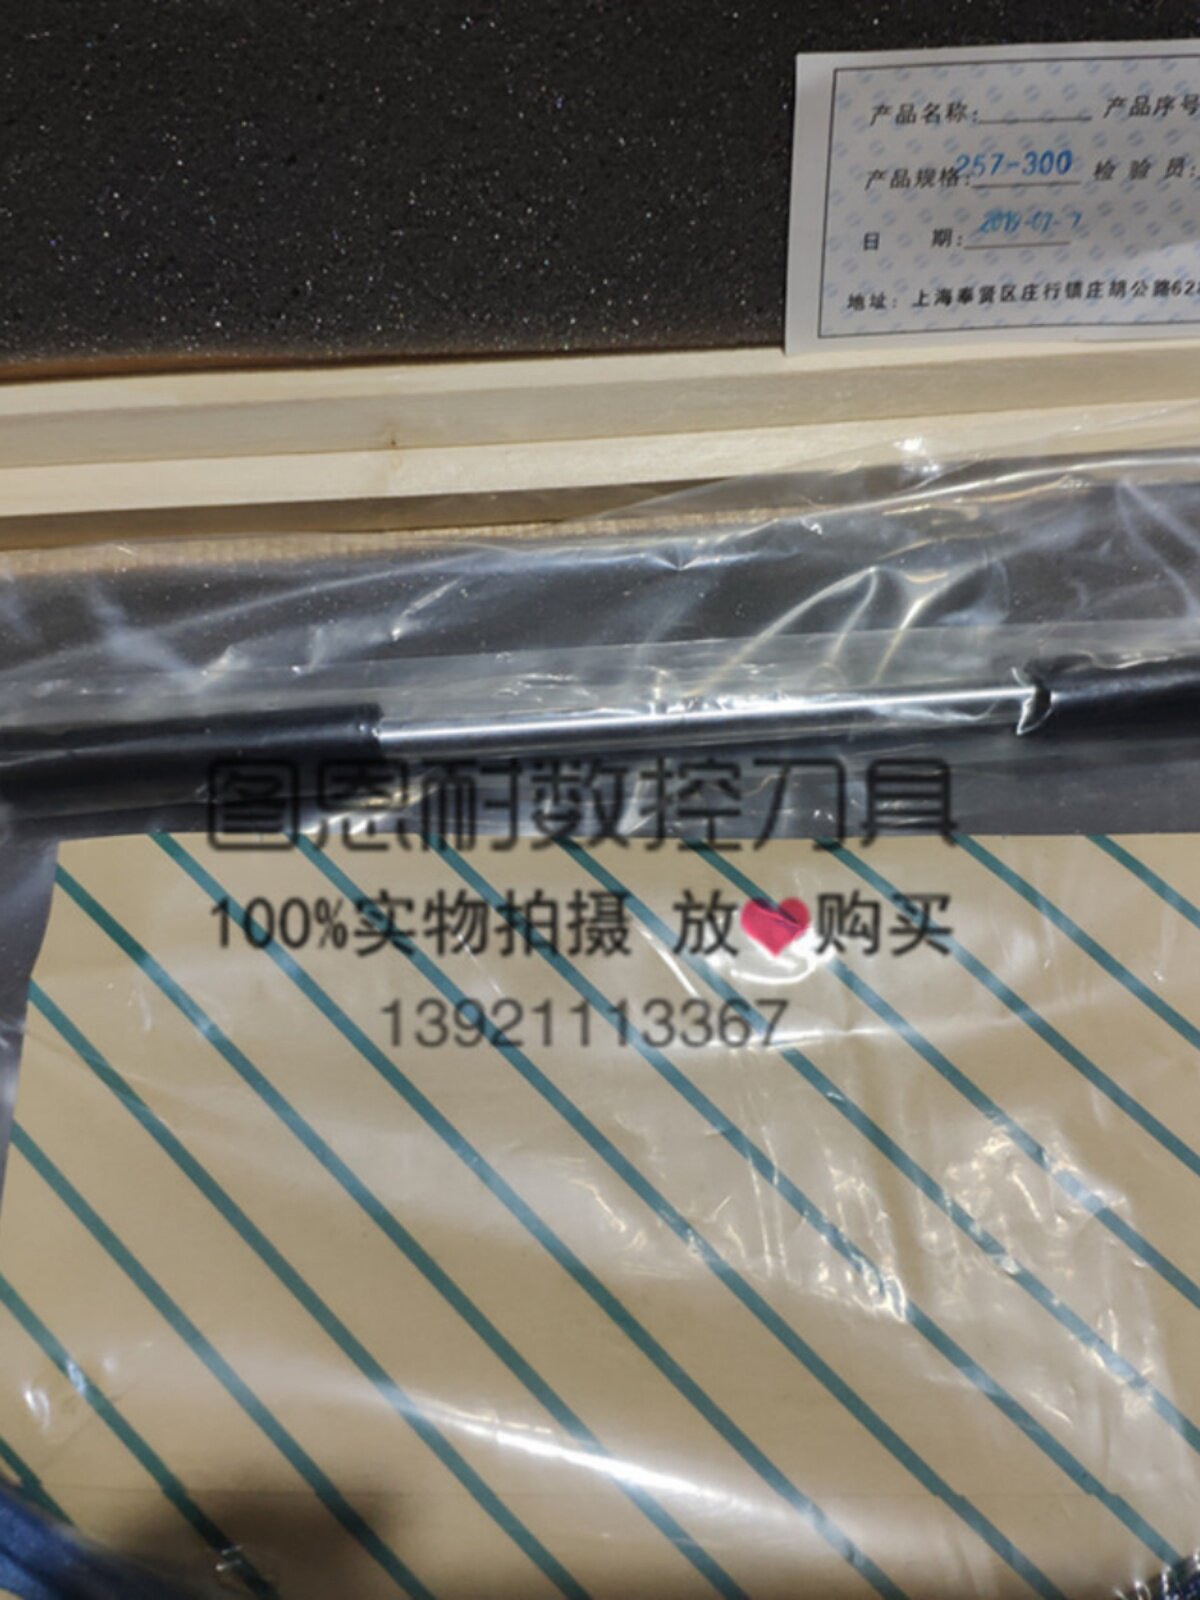 产品名称: 产品序号
产品规格: 257-300 检验员:
日 期:
地址: 上海奉贤区庄行镇庄胡公路628
图恩耐数控刀具
100%实物拍摄 放❤购买
13921113367